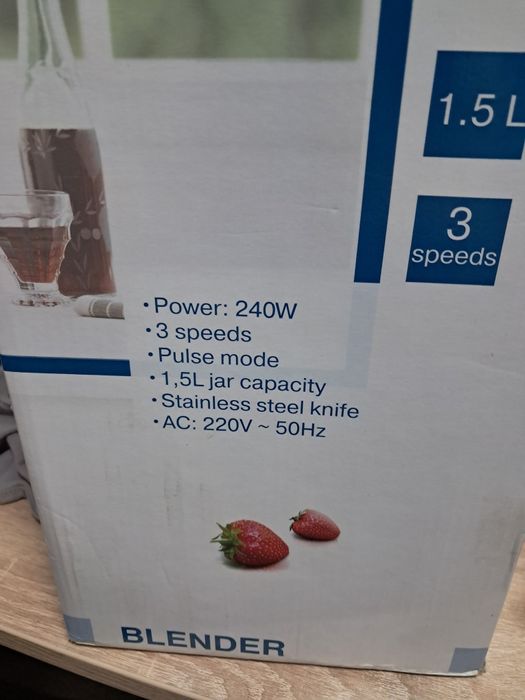 1.5 L
3
speeds
• Power: 240W
• 3 speeds
• Pulse mode
• 1,5L jar capacity
• Stainless steel knife
• AC: 220V ~ 50Hz
BLENDER